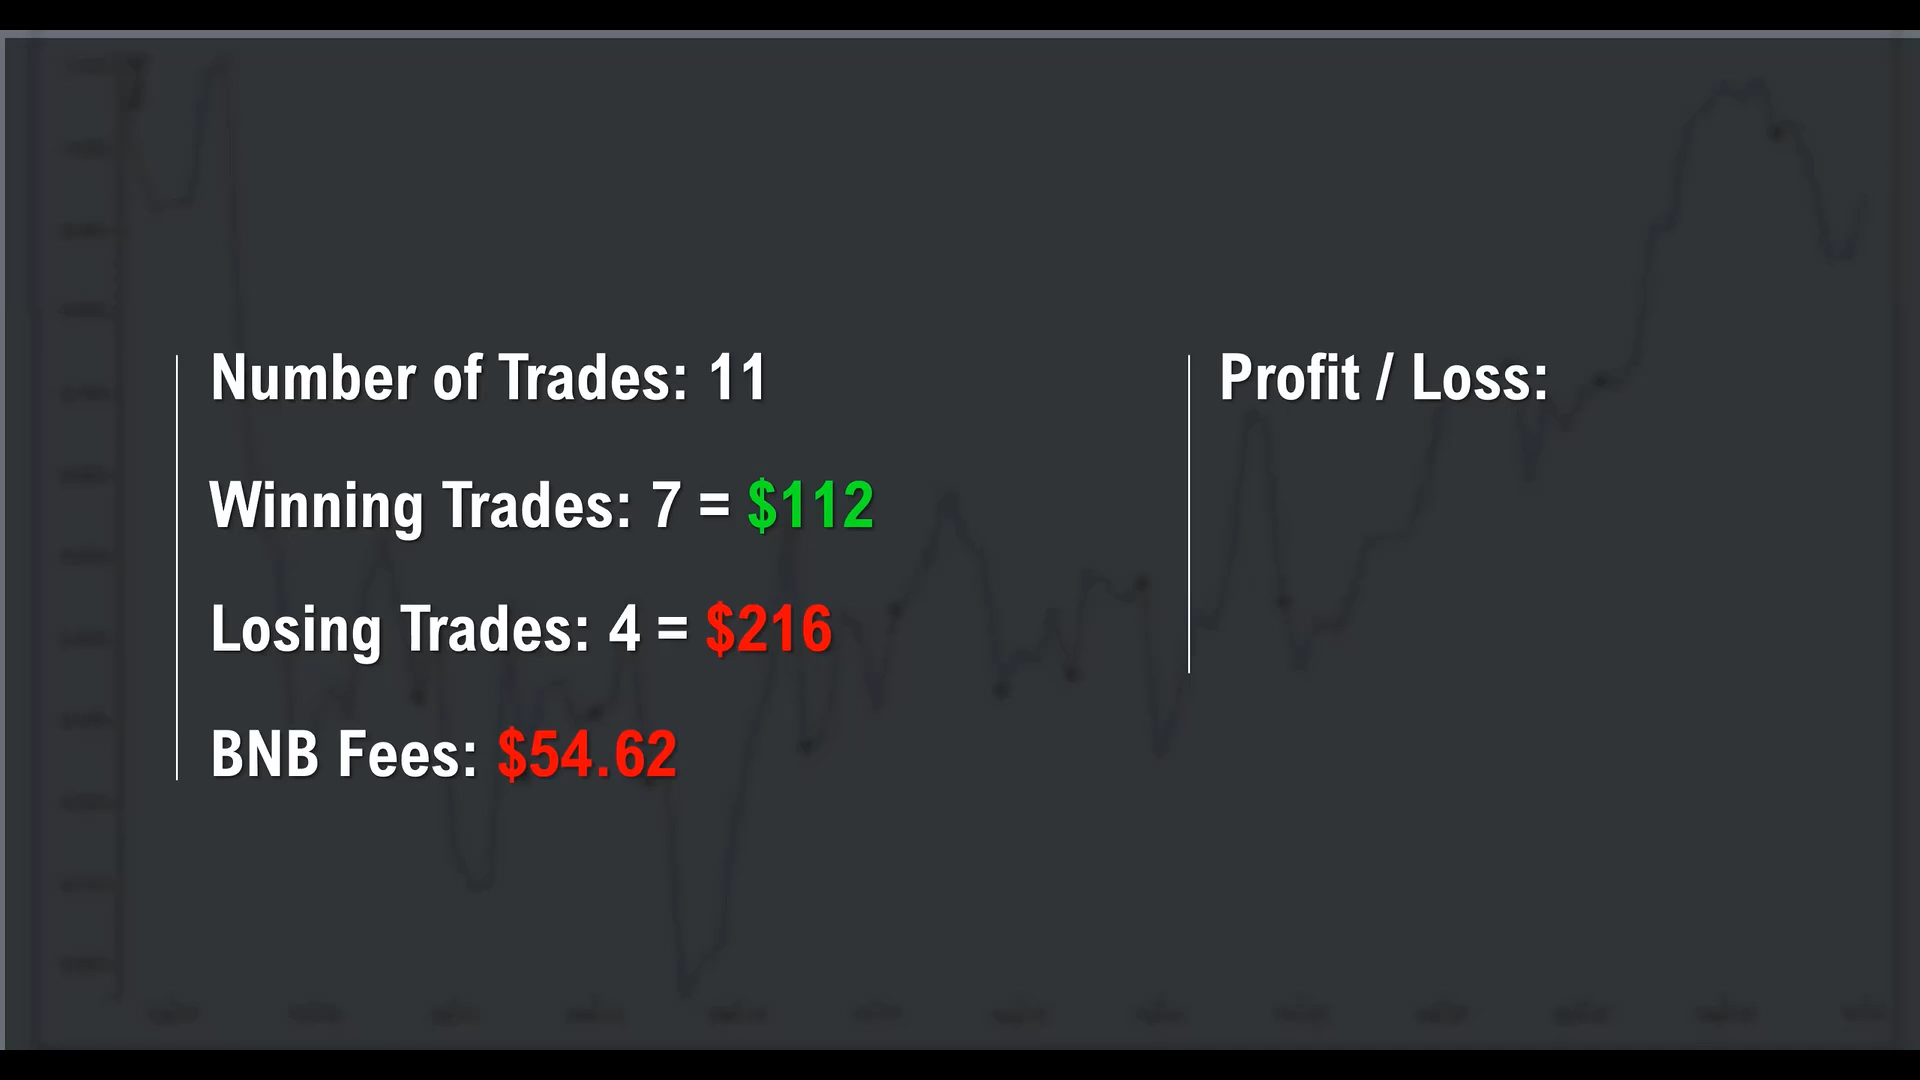 Number of Trades: 11
Winning Trades: 7 = $112
Losing Trades: 4 = $216
BNB Fees: $54.62
Profit / Loss: